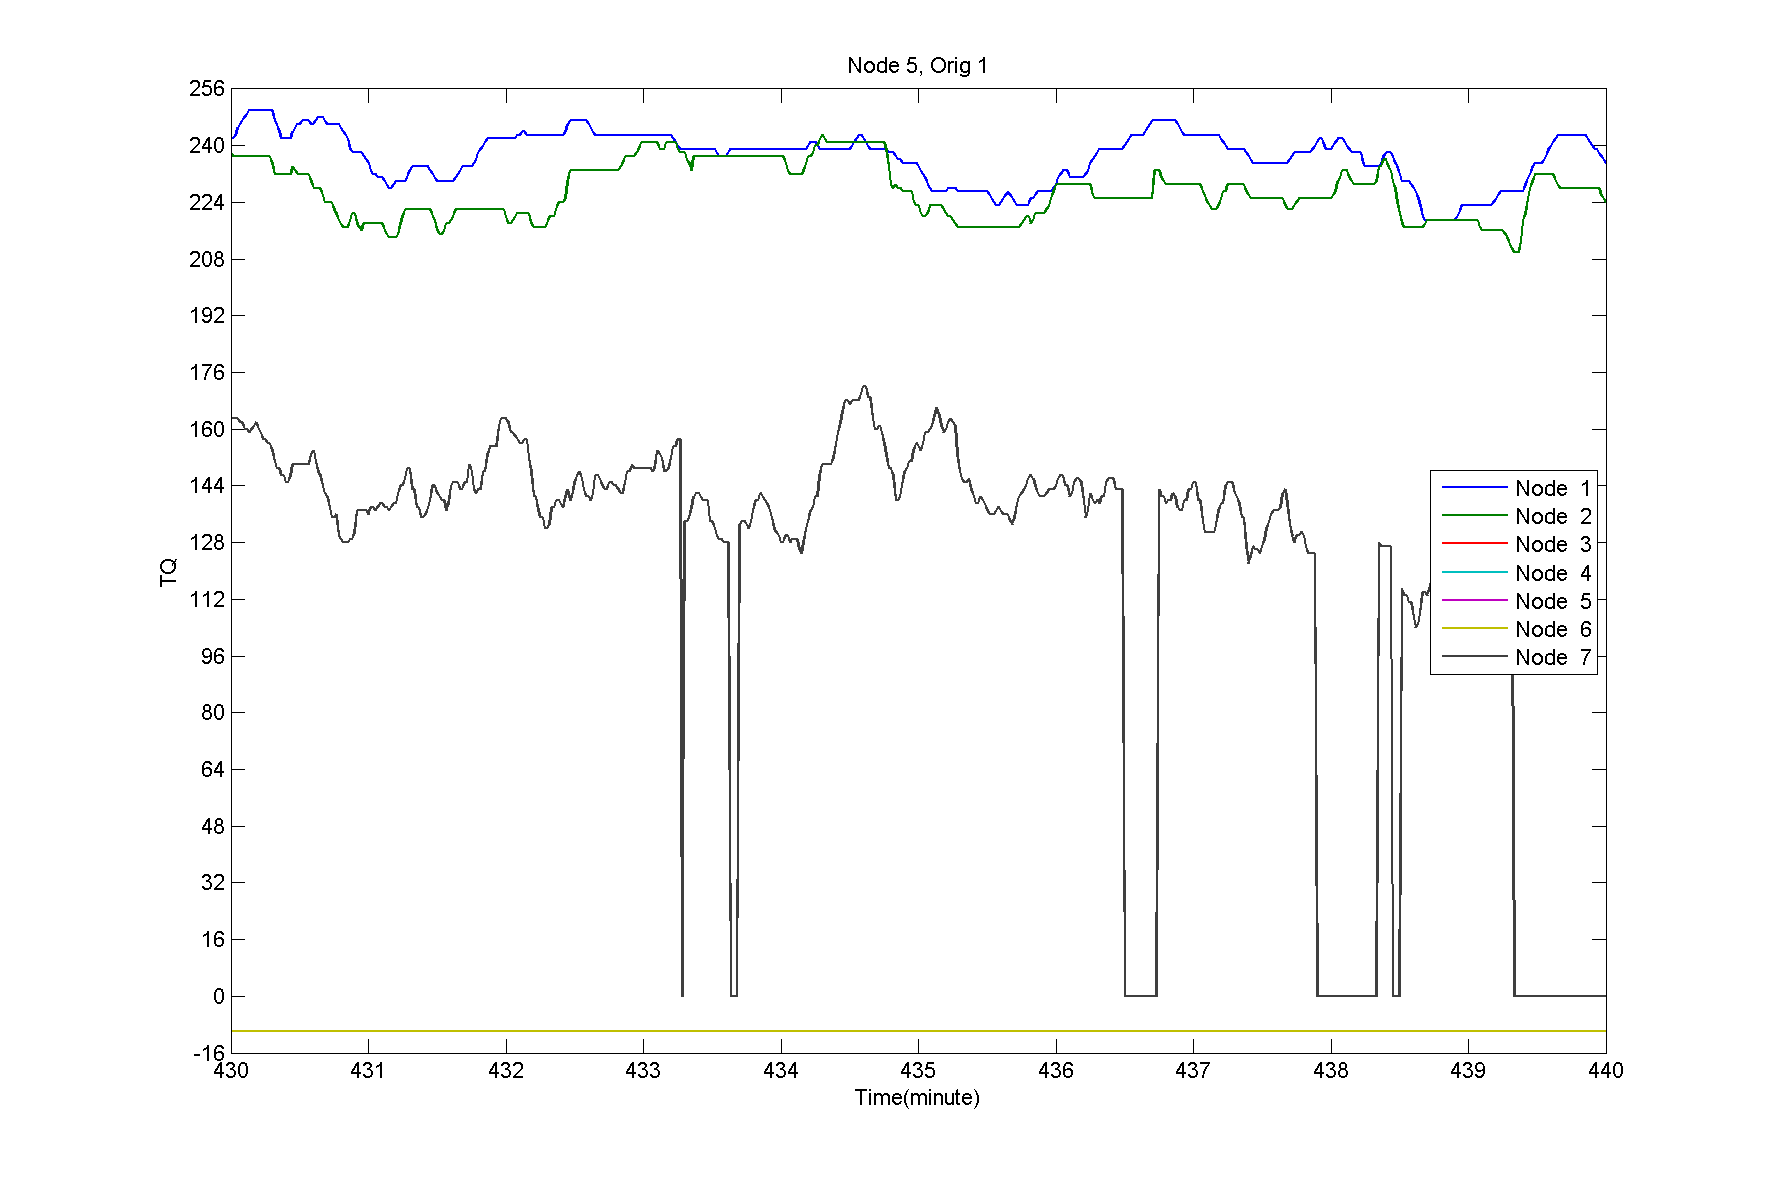 Node 5, Orig 1
256
240
224
208
192
176
160
144
128
112
96
80
64
48
32
16
0
-16
TQ
Node 1
Node 2
Node 3
Node 4
Node 5
Node 6
Node 7
430 431 432 433 434 435 436 437 438 439 440
Time(minute)